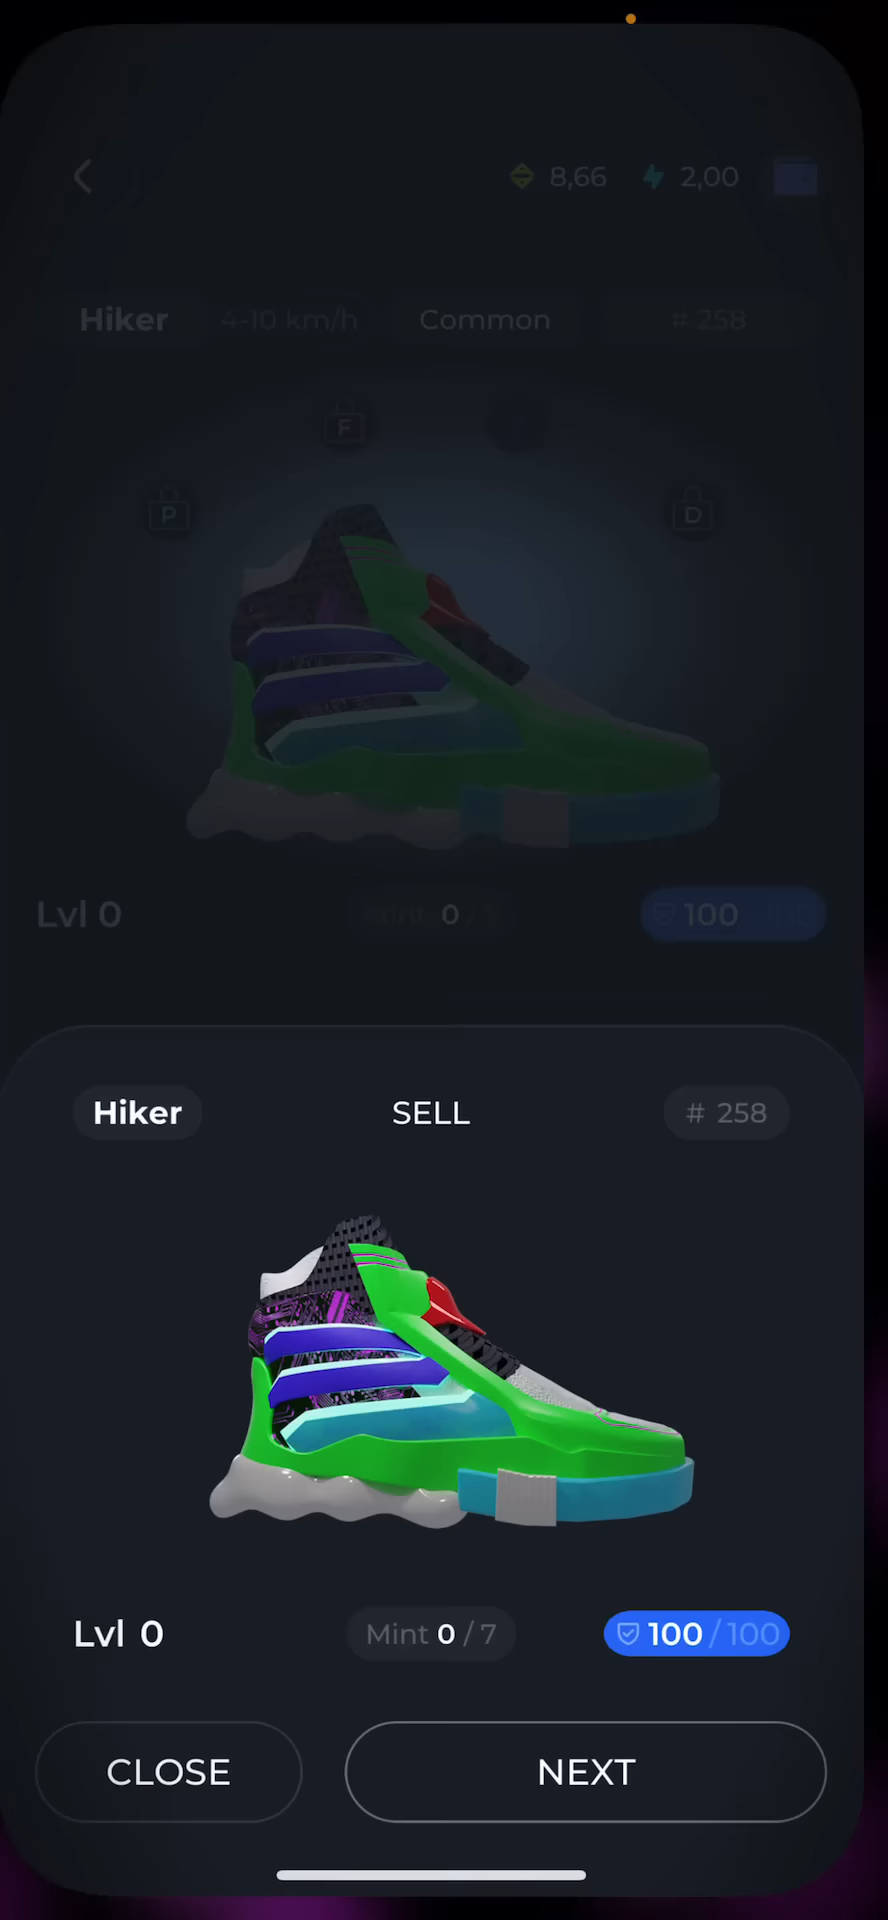 8,66 2,00
Hiker 4-10 km/h Common # 258
F
P D
Lvl 0 0 / 100
Hiker SELL # 258
Lvl 0 Mint 0 / 7 100 / 100
CLOSE NEXT